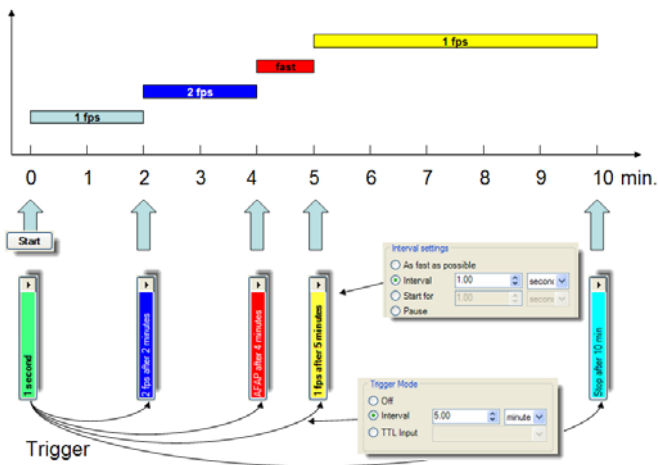 1 fps
fast
2 fps
1 fps
0 1 2 3 4 5 6 7 8 9 10 min.
Start
1 second
2 fps after 2 minutes
AFAP after 4 minutes
1 fps after 5 minutes
Stop after 10 min
Interval settings
As fast as possible
Interval 1.00 second
Start for 1.00 second
Pause
Trigger Mode
Off
Interval 5.00 minute
TTL Input
Trigger